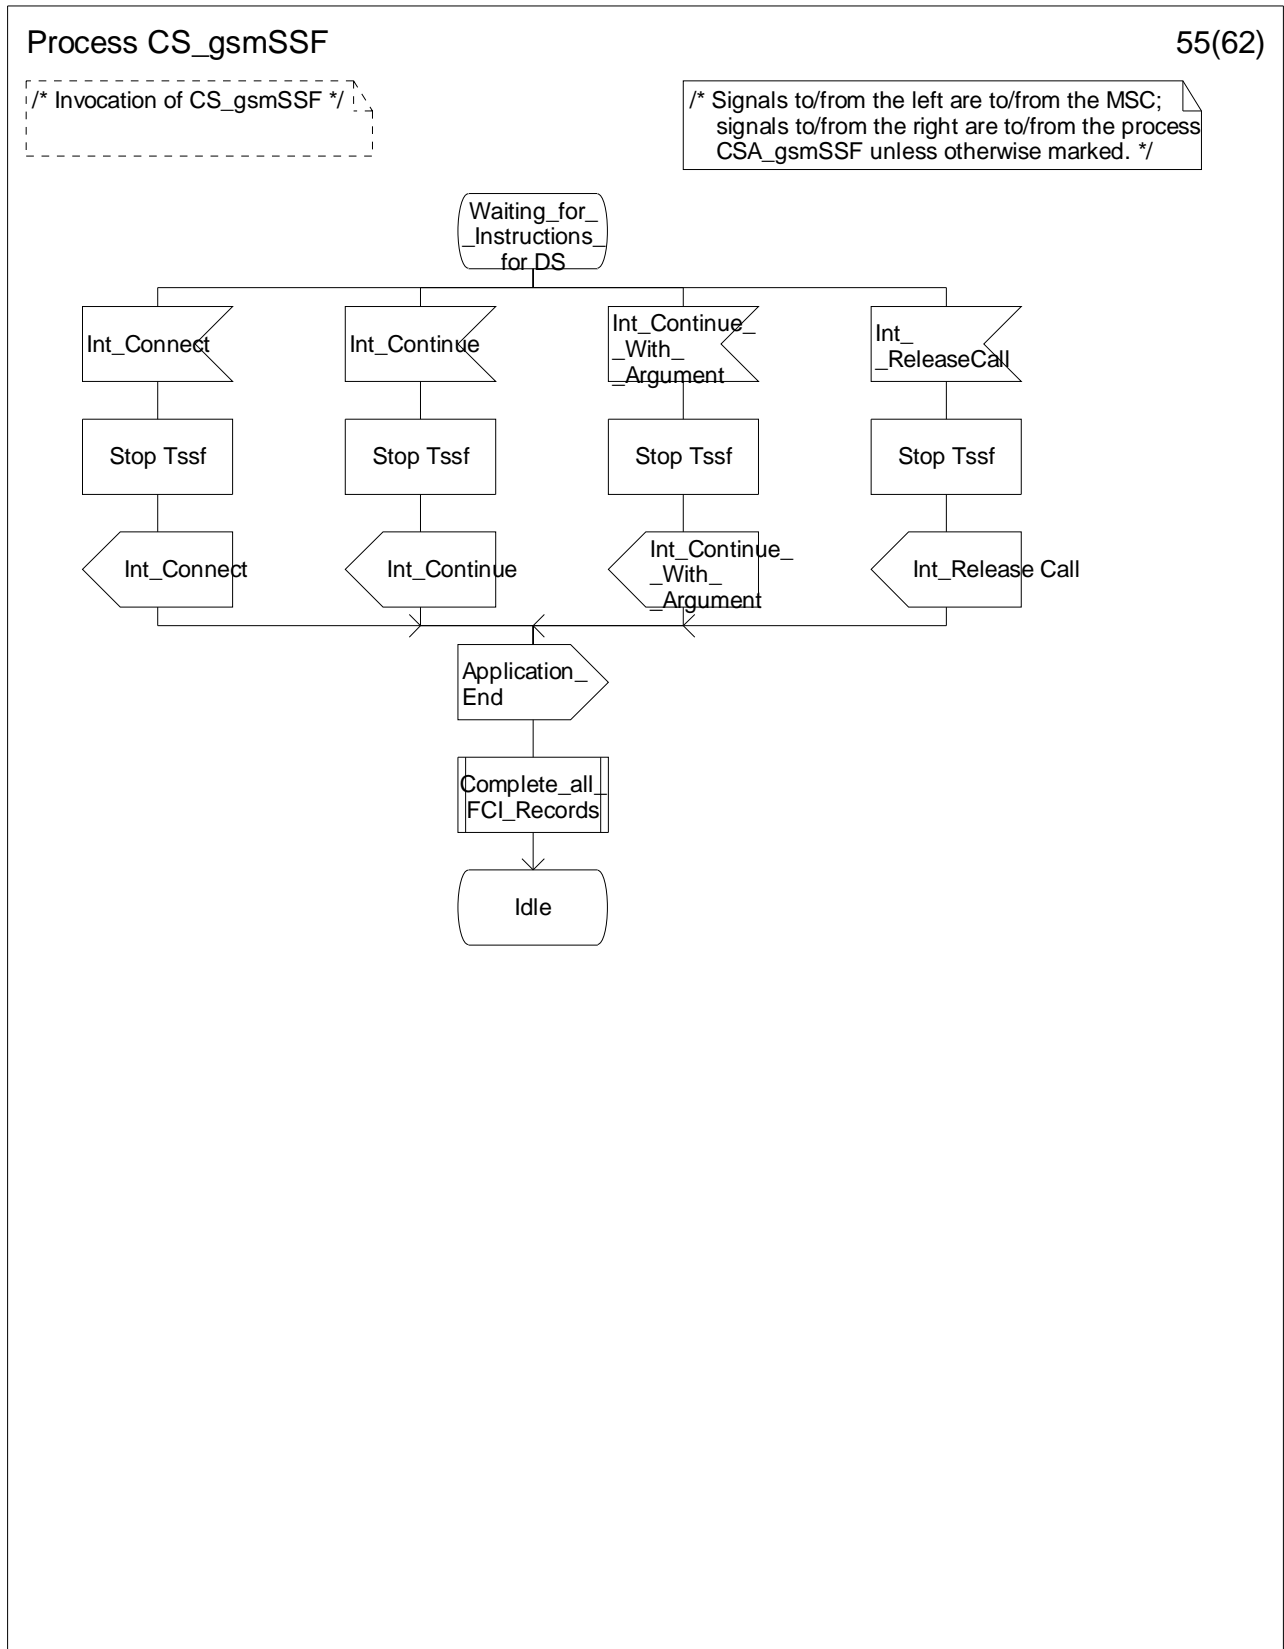 Process CS_gsmSSF
55(62)
/* Invocation of CS_gsmSSF */
/* Signals to/from the left are to/from the MSC;
signals to/from the right are to/from the process
CSA_gsmSSF unless otherwise marked. */
Waiting_for_
_Instructions_
for DS
Int_Connect
Int_Continue
Int_Continue_
_With_
_Argument
Int_
_ReleaseCall
Stop Tssf
Stop Tssf
Stop Tssf
Stop Tssf
Int_Connect
Int_Continue
Int_Continue_
_With_
_Argument
Int_Release Call
Application_
End
Complete_all_
FCI_Records
Idle